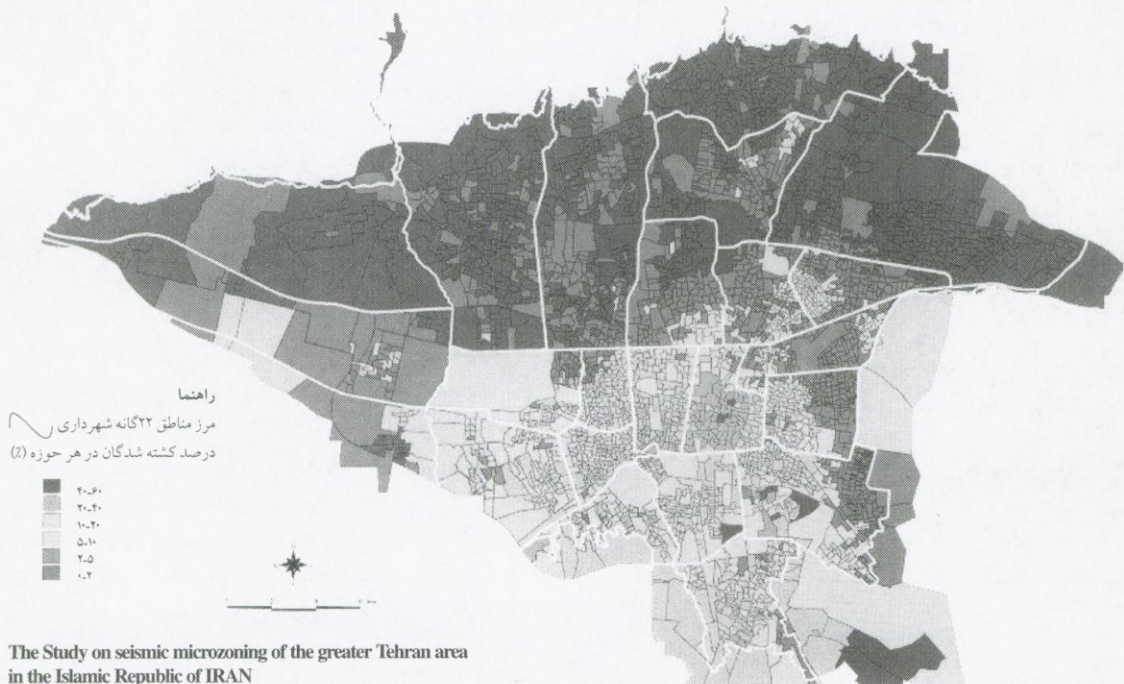 راهنما
مرز مناطق ۲۲گانه شهرداری
درصد کشته شدگان در هر حوزه (٪)
۴۰-۶۰
۲۰-۴۰
۱۰-۲۰
۵-۱۰
۲-۵
۰-۲
The Study on seismic microzoning of the greater Tehran area
in the Islamic Republic of IRAN